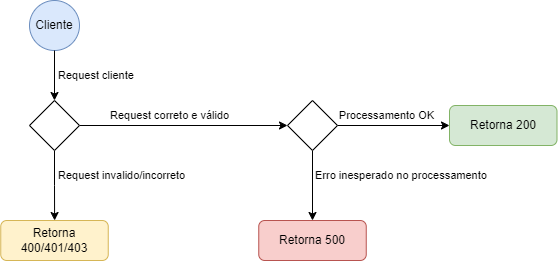 Cliente
Request cliente
Request correto e válido
Processamento OK
Retorna 200
Request invalido/incorreto
Erro inesperado no processamento
Retorna
400/401/403
Retorna 500